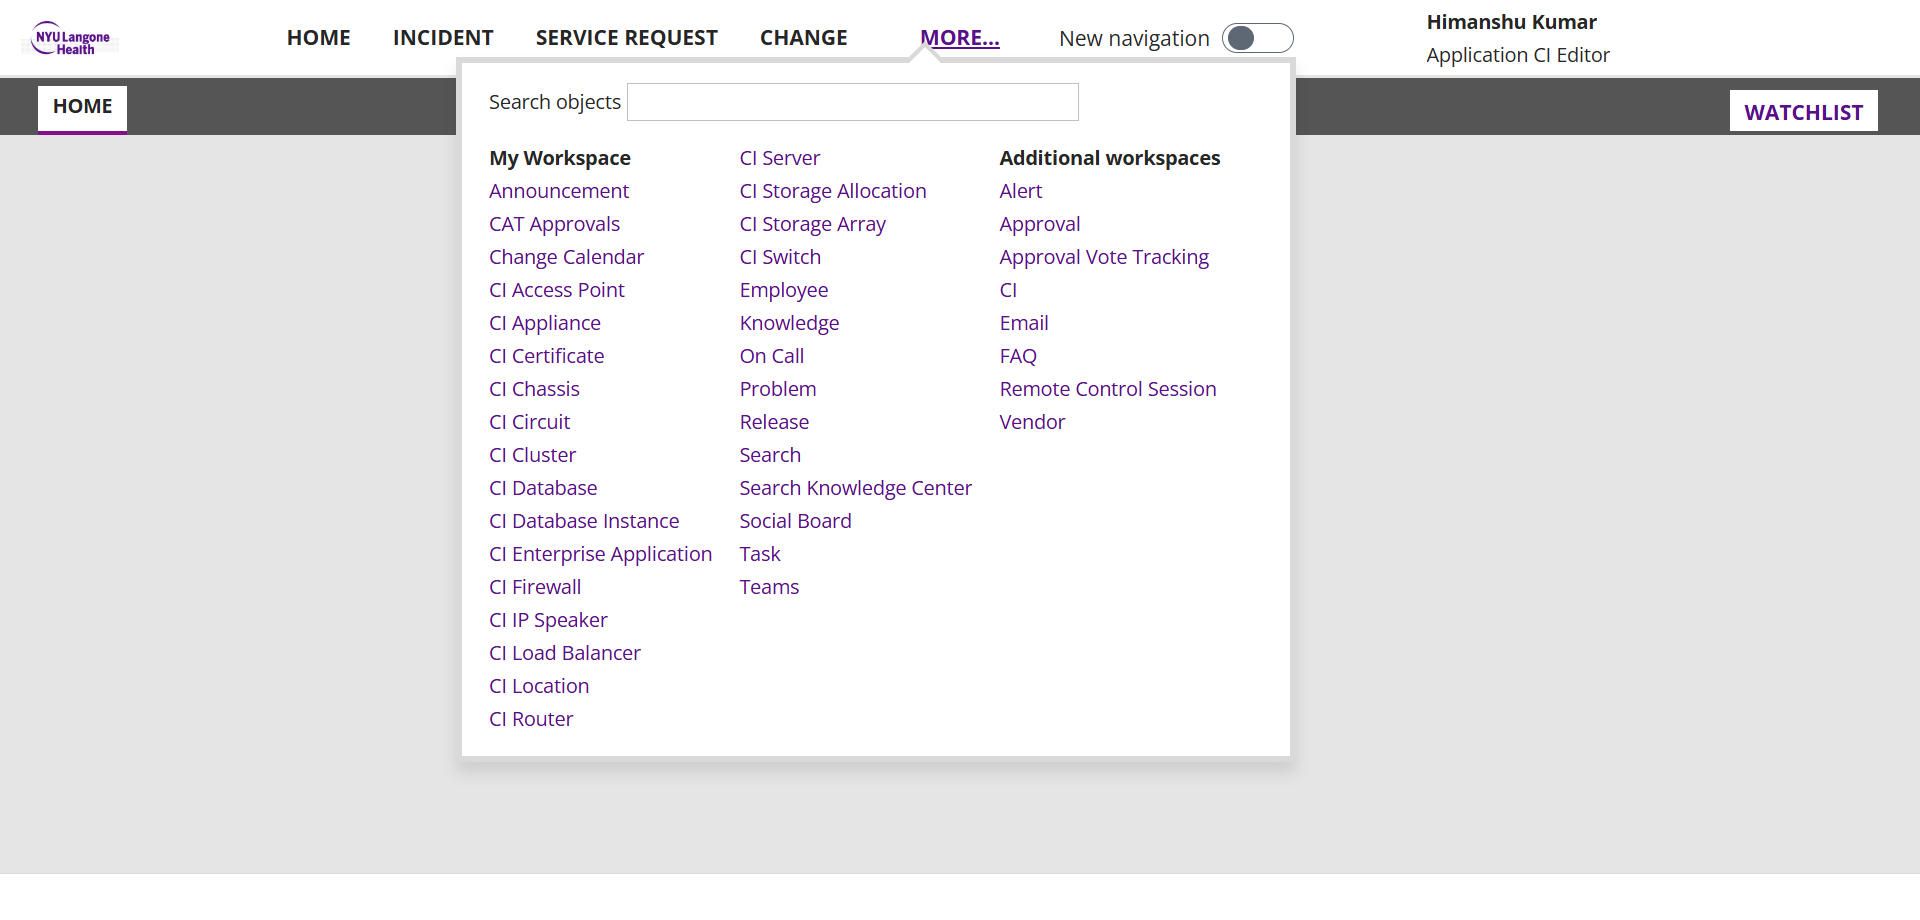 NYU Langone
Health
HOME
INCIDENT
SERVICE REQUEST
CHANGE
MORE...
New navigation
Himanshu Kumar
Application CI Editor
HOME
WATCHLIST
Search objects
My Workspace
Announcement
CAT Approvals
Change Calendar
CI Access Point
CI Appliance
CI Certificate
CI Chassis
CI Circuit
CI Cluster
CI Database
CI Database Instance
CI Enterprise Application
CI Firewall
CI IP Speaker
CI Load Balancer
CI Location
CI Router
CI Server
CI Storage Allocation
CI Storage Array
CI Switch
Employee
Knowledge
On Call
Problem
Release
Search
Search Knowledge Center
Social Board
Task
Teams
Additional workspaces
Alert
Approval
Approval Vote Tracking
CI
Email
FAQ
Remote Control Session
Vendor